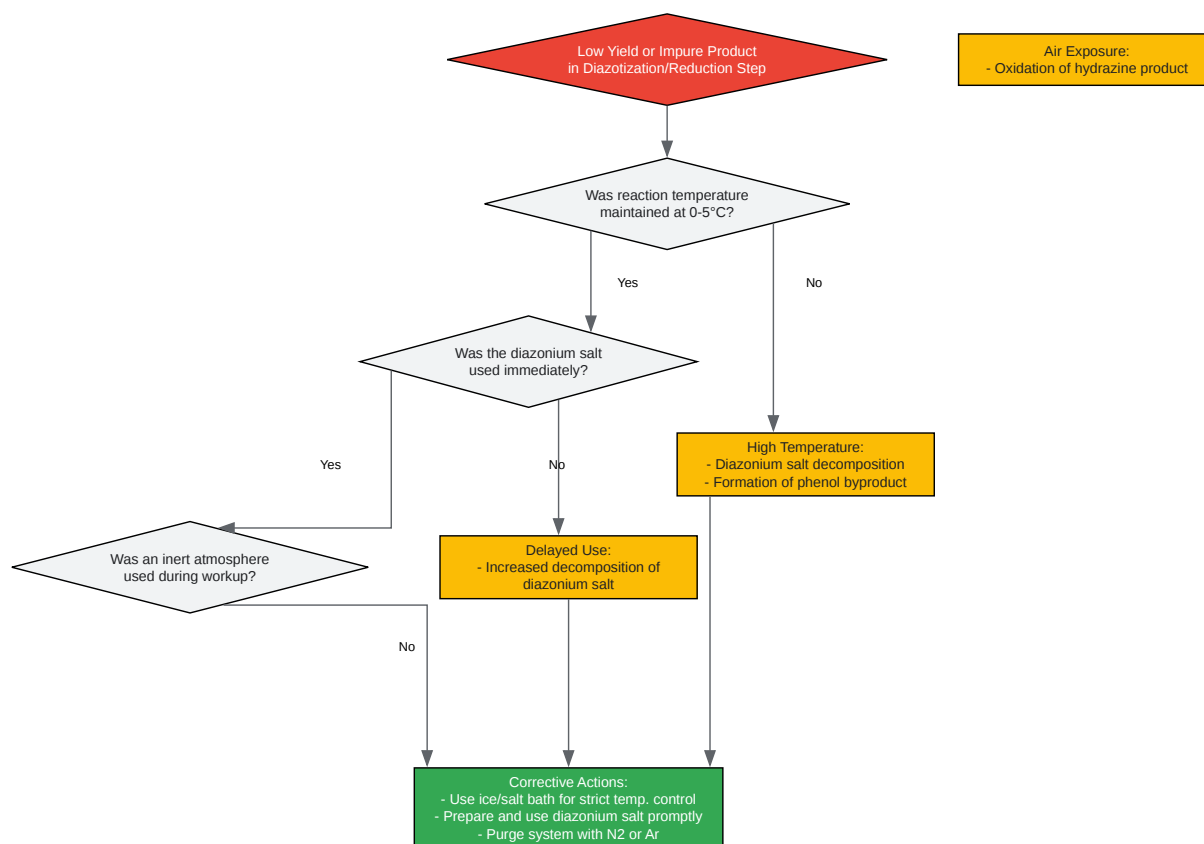 Low Yield or Impure Product
in Diazotization/Reduction Step
Air Exposure:
- Oxidation of hydrazine product
Was reaction temperature
maintained at 0-5°C?
Yes
No
Was the diazonium salt
used immediately?
Yes
No
High Temperature:
- Diazonium salt decomposition
- Formation of phenol byproduct
Was an inert atmosphere
used during workup?
Delayed Use:
- Increased decomposition of
diazonium salt
No
Corrective Actions:
- Use ice/salt bath for strict temp. control
- Prepare and use diazonium salt promptly
- Purge system with N2 or Ar